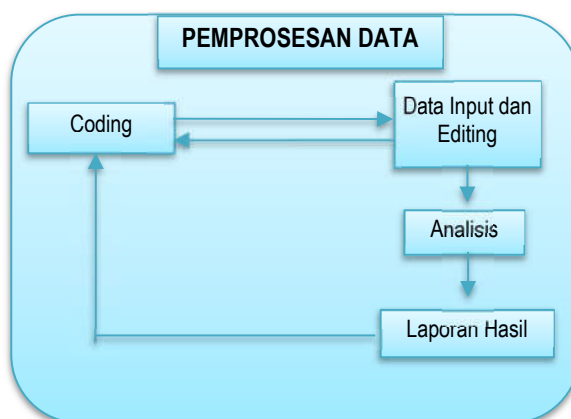 PEMPROSESAN DATA
Coding
Data Input dan
Editing
Analisis
Laporan Hasil